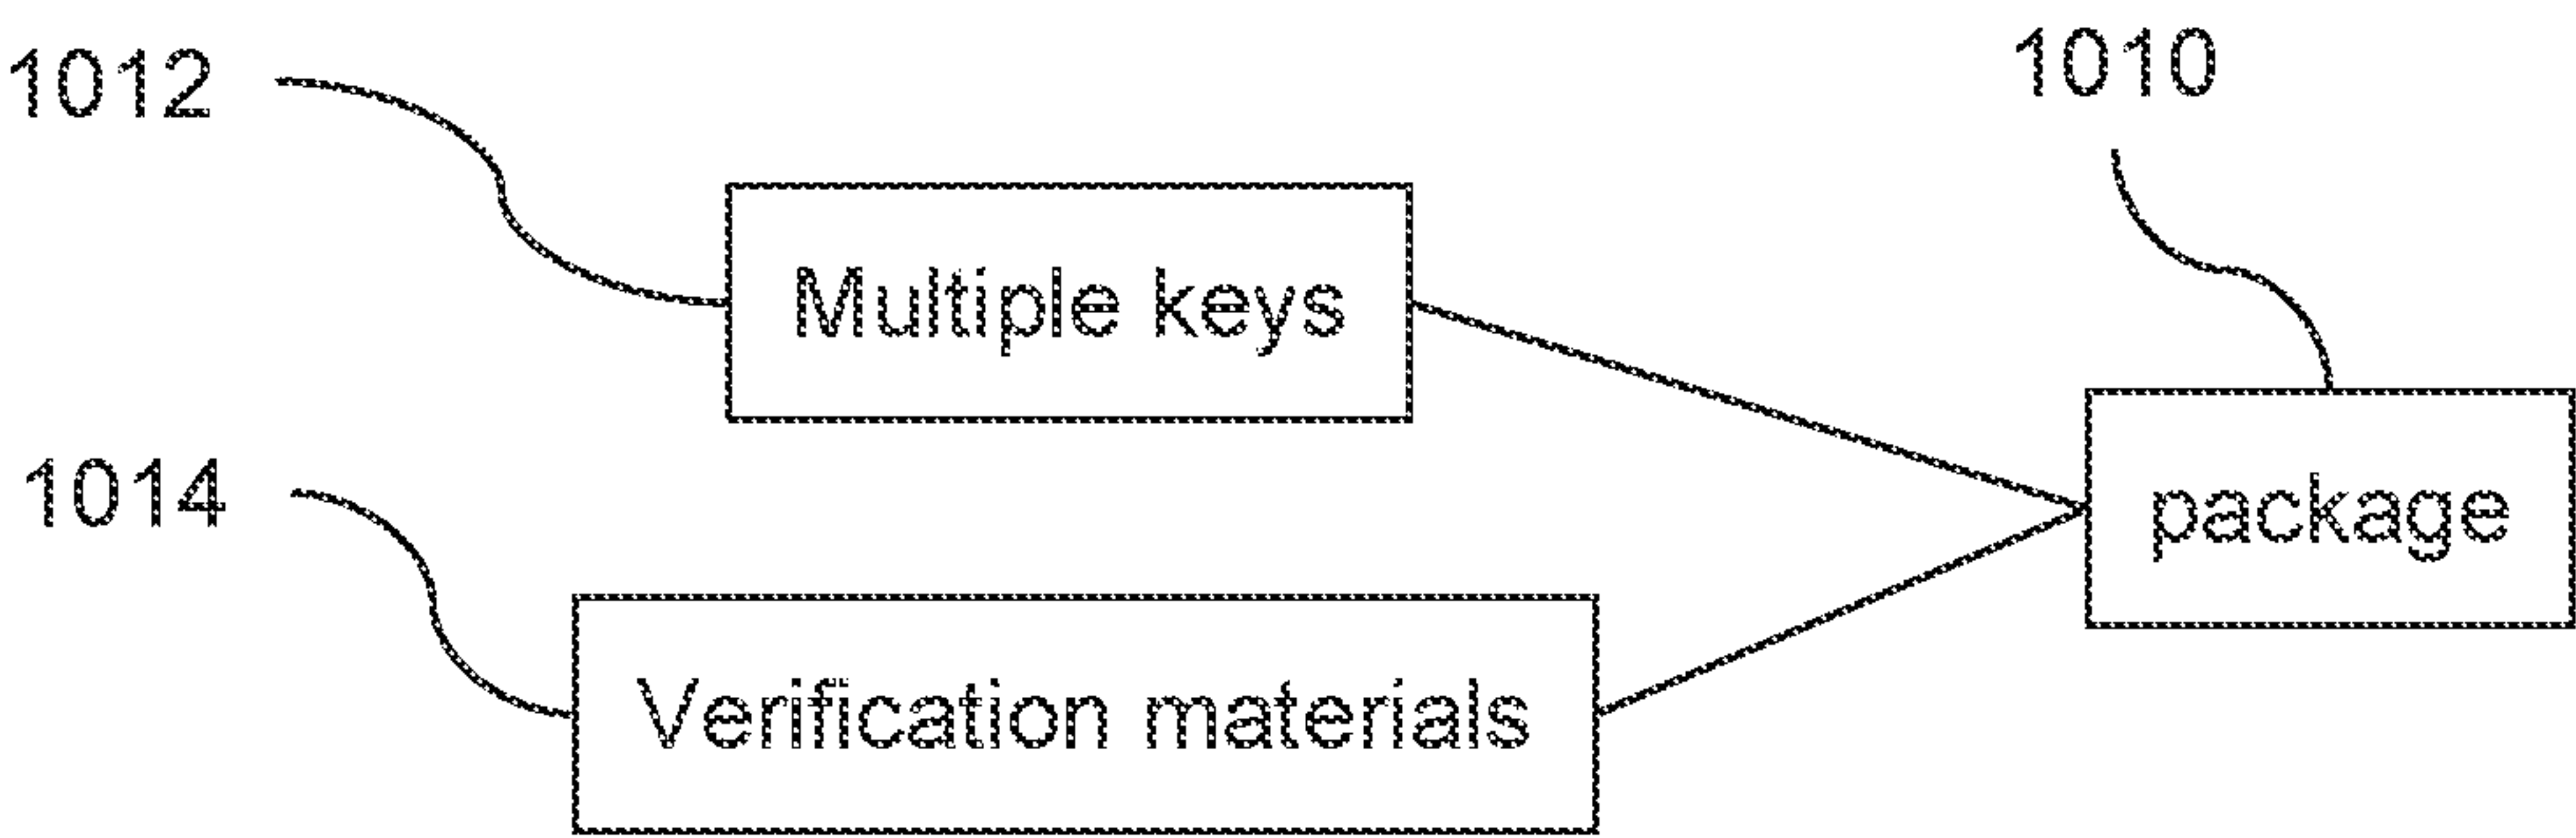 1012
1010
Multiple keys
1014
package
Verification materials